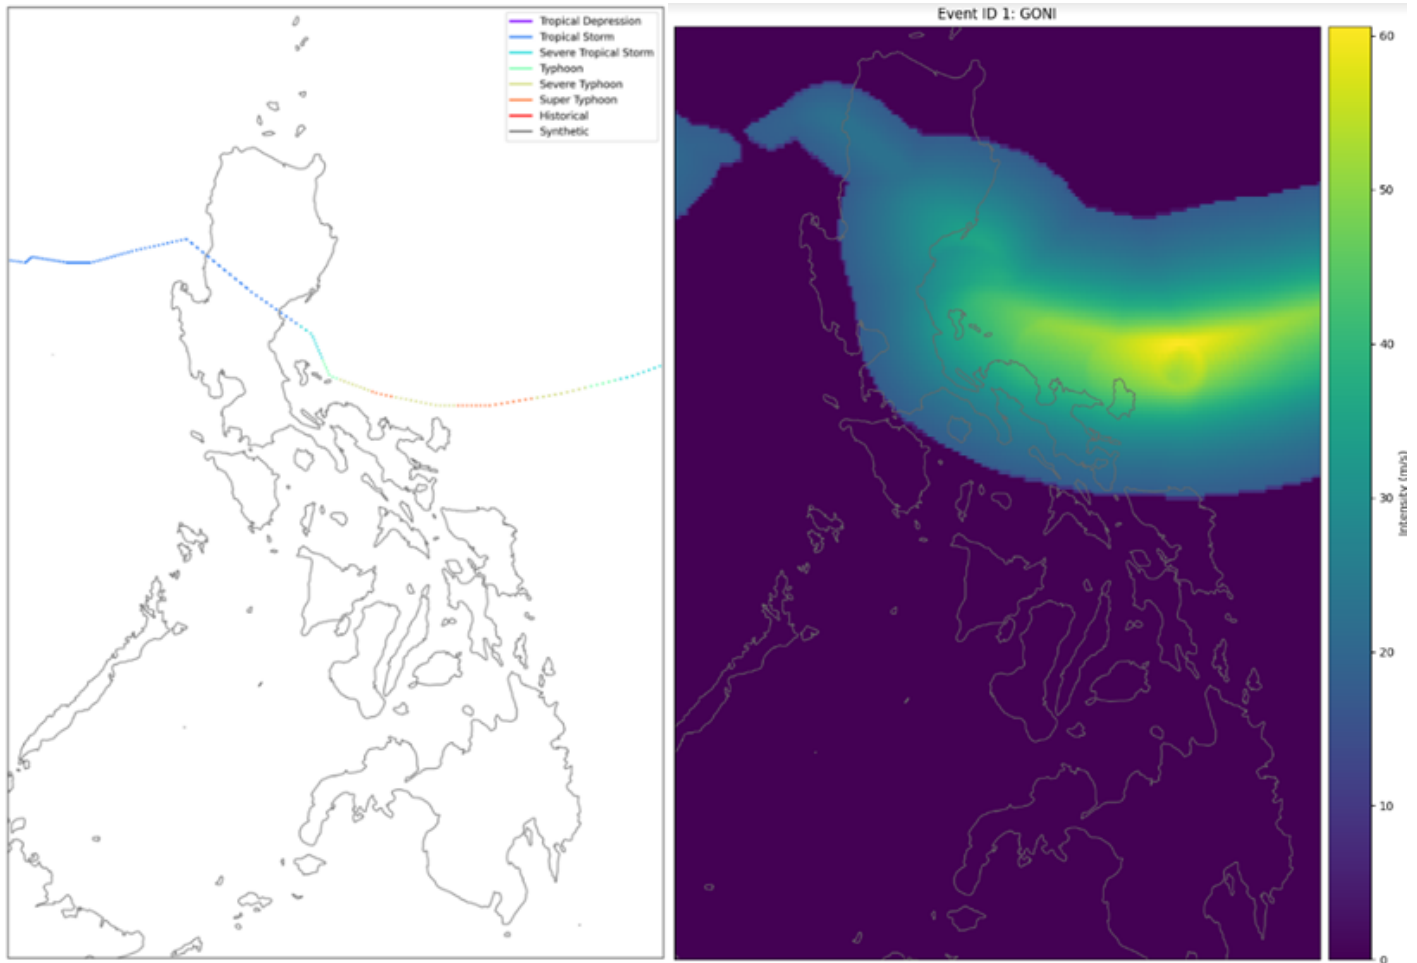 Tropical Depression
Tropical Storm
Severe Tropical Storm
Typhoon
Severe Typhoon
Super Typhoon
Historical
Synthetic
Event ID 1: GONI
60
50
40
30
20
10
0
Intensity (m/s)